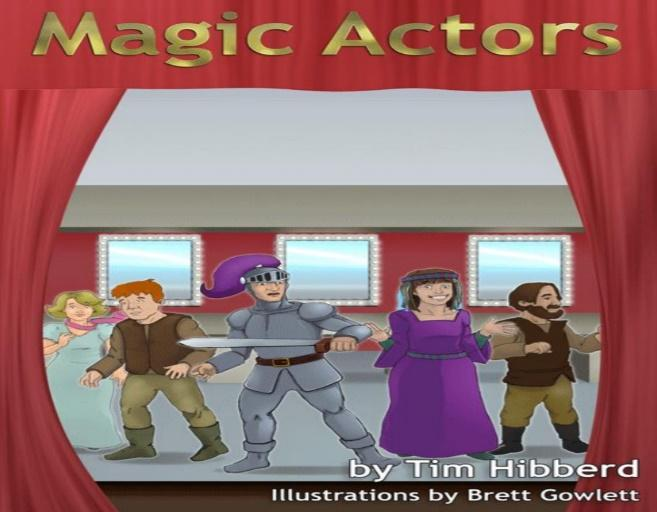 Magic Actors
by Tim Hibberd
Illustrations by Brett Gowlett